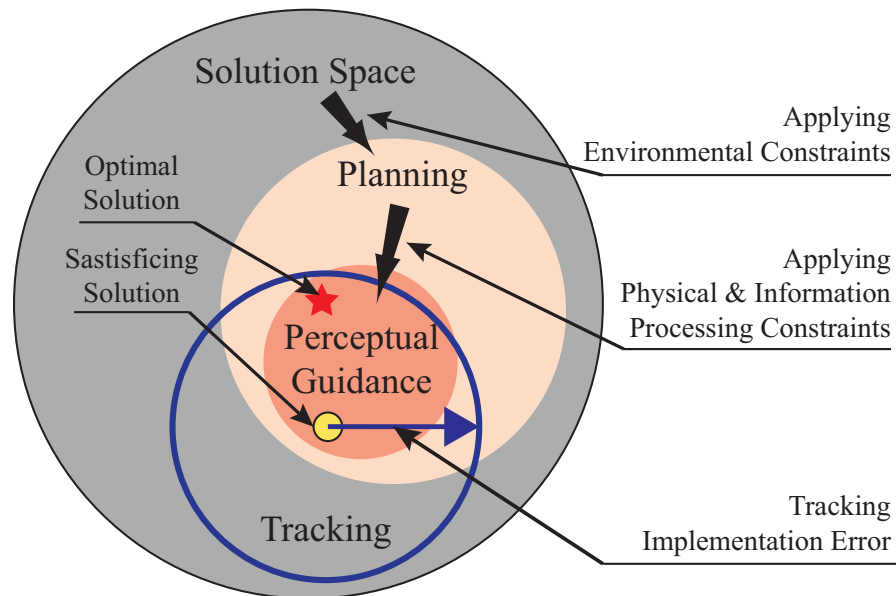 Solution Space
Applying
Environmental Constraints
Optimal
Solution
Planning
Sastisficing
Solution
Applying
Physical & Information
Processing Constraints
Perceptual
Guidance
Tracking
Tracking
Implementation Error